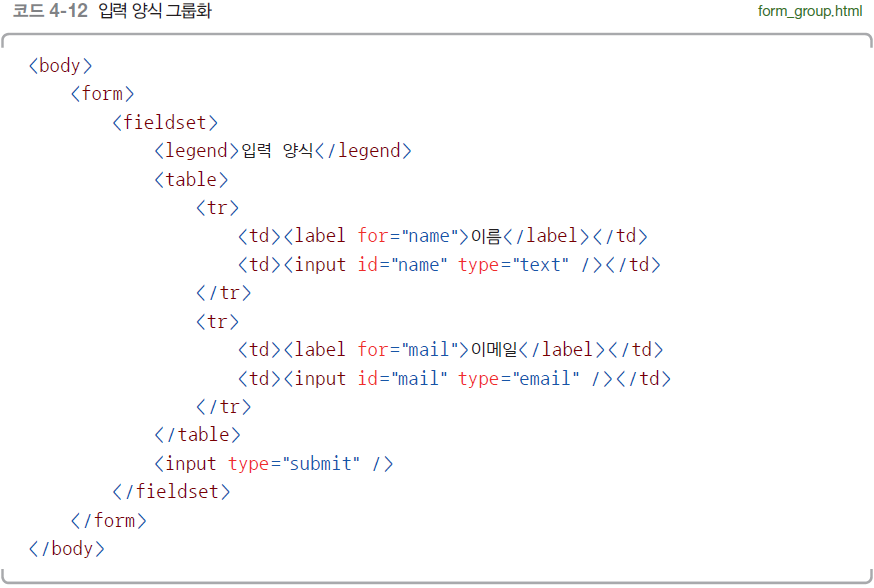 코드 4-12 입력 양식 그룹화 form_group.html
<body>
<form>
<fieldset>
<legend>입력 양식</legend>
<table>
<tr>
<td><label for="name">이름</label></td>
<td><input id="name" type="text" /></td>
</tr>
<tr>
<td><label for="mail">이메일</label></td>
<td><input id="mail" type="email" /></td>
</tr>
</table>
<input type="submit" />
</fieldset>
</form>
</body>